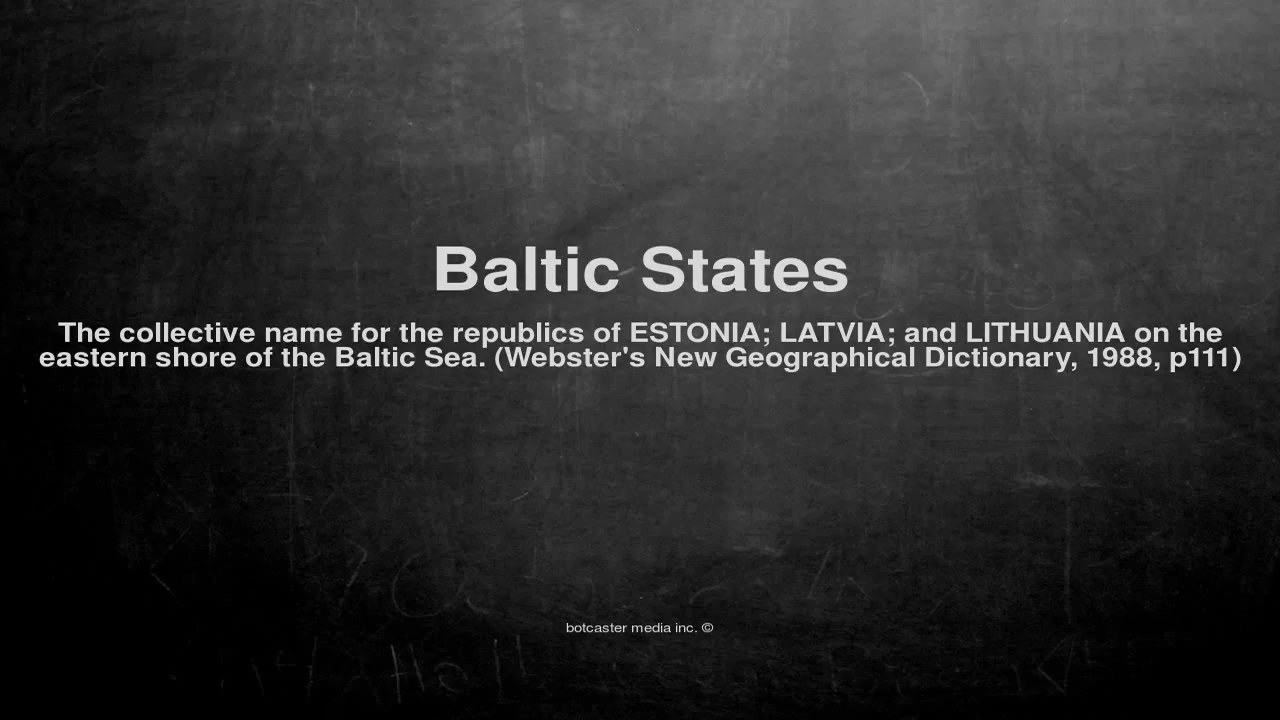 Baltic States
The collective name for the republics of ESTONIA; LATVIA; and LITHUANIA on the
eastern shore of the Baltic Sea. (Webster's New Geographical Dictionary, 1988, p111)
botcaster media inc. ©